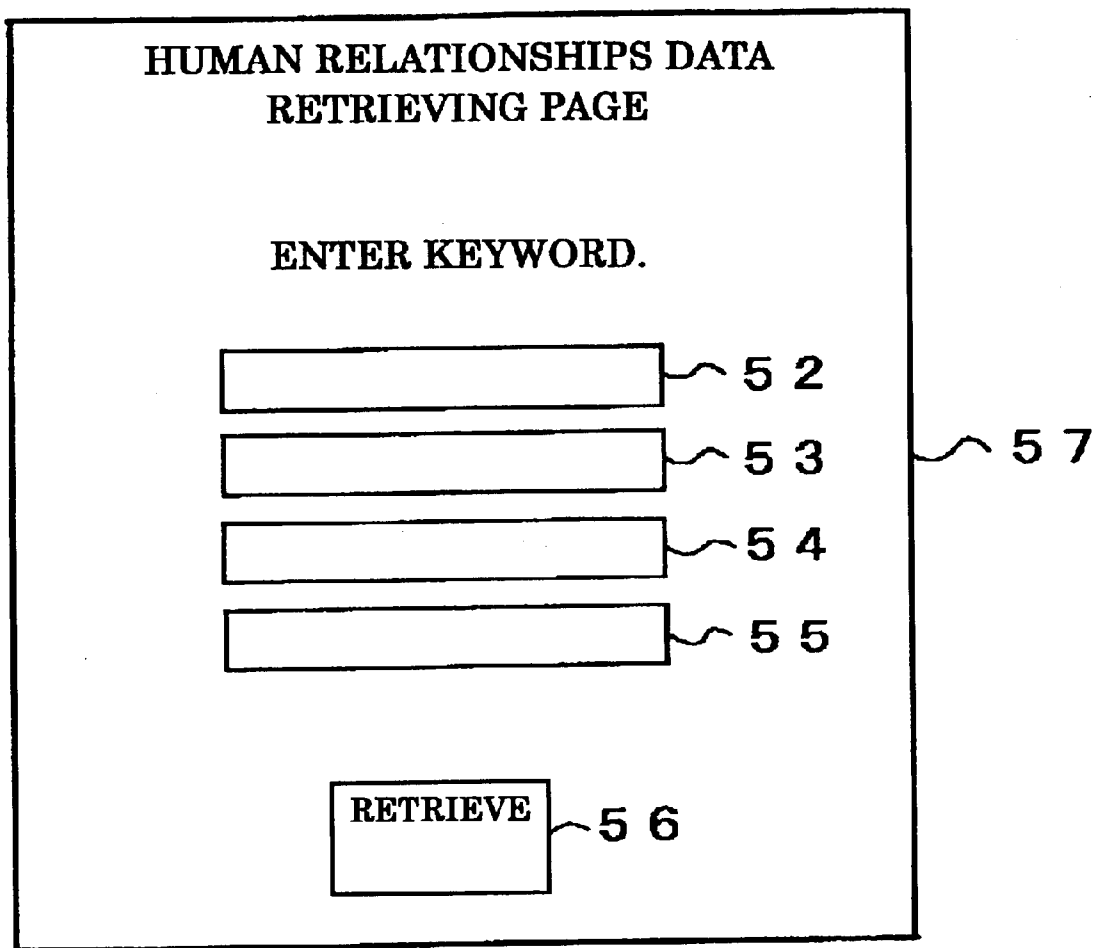 HUMAN RELATIONSHIPS DATA
RETRIEVING PAGE
ENTER KEYWORD.
52
53
57
54
55
RETRIEVE
56